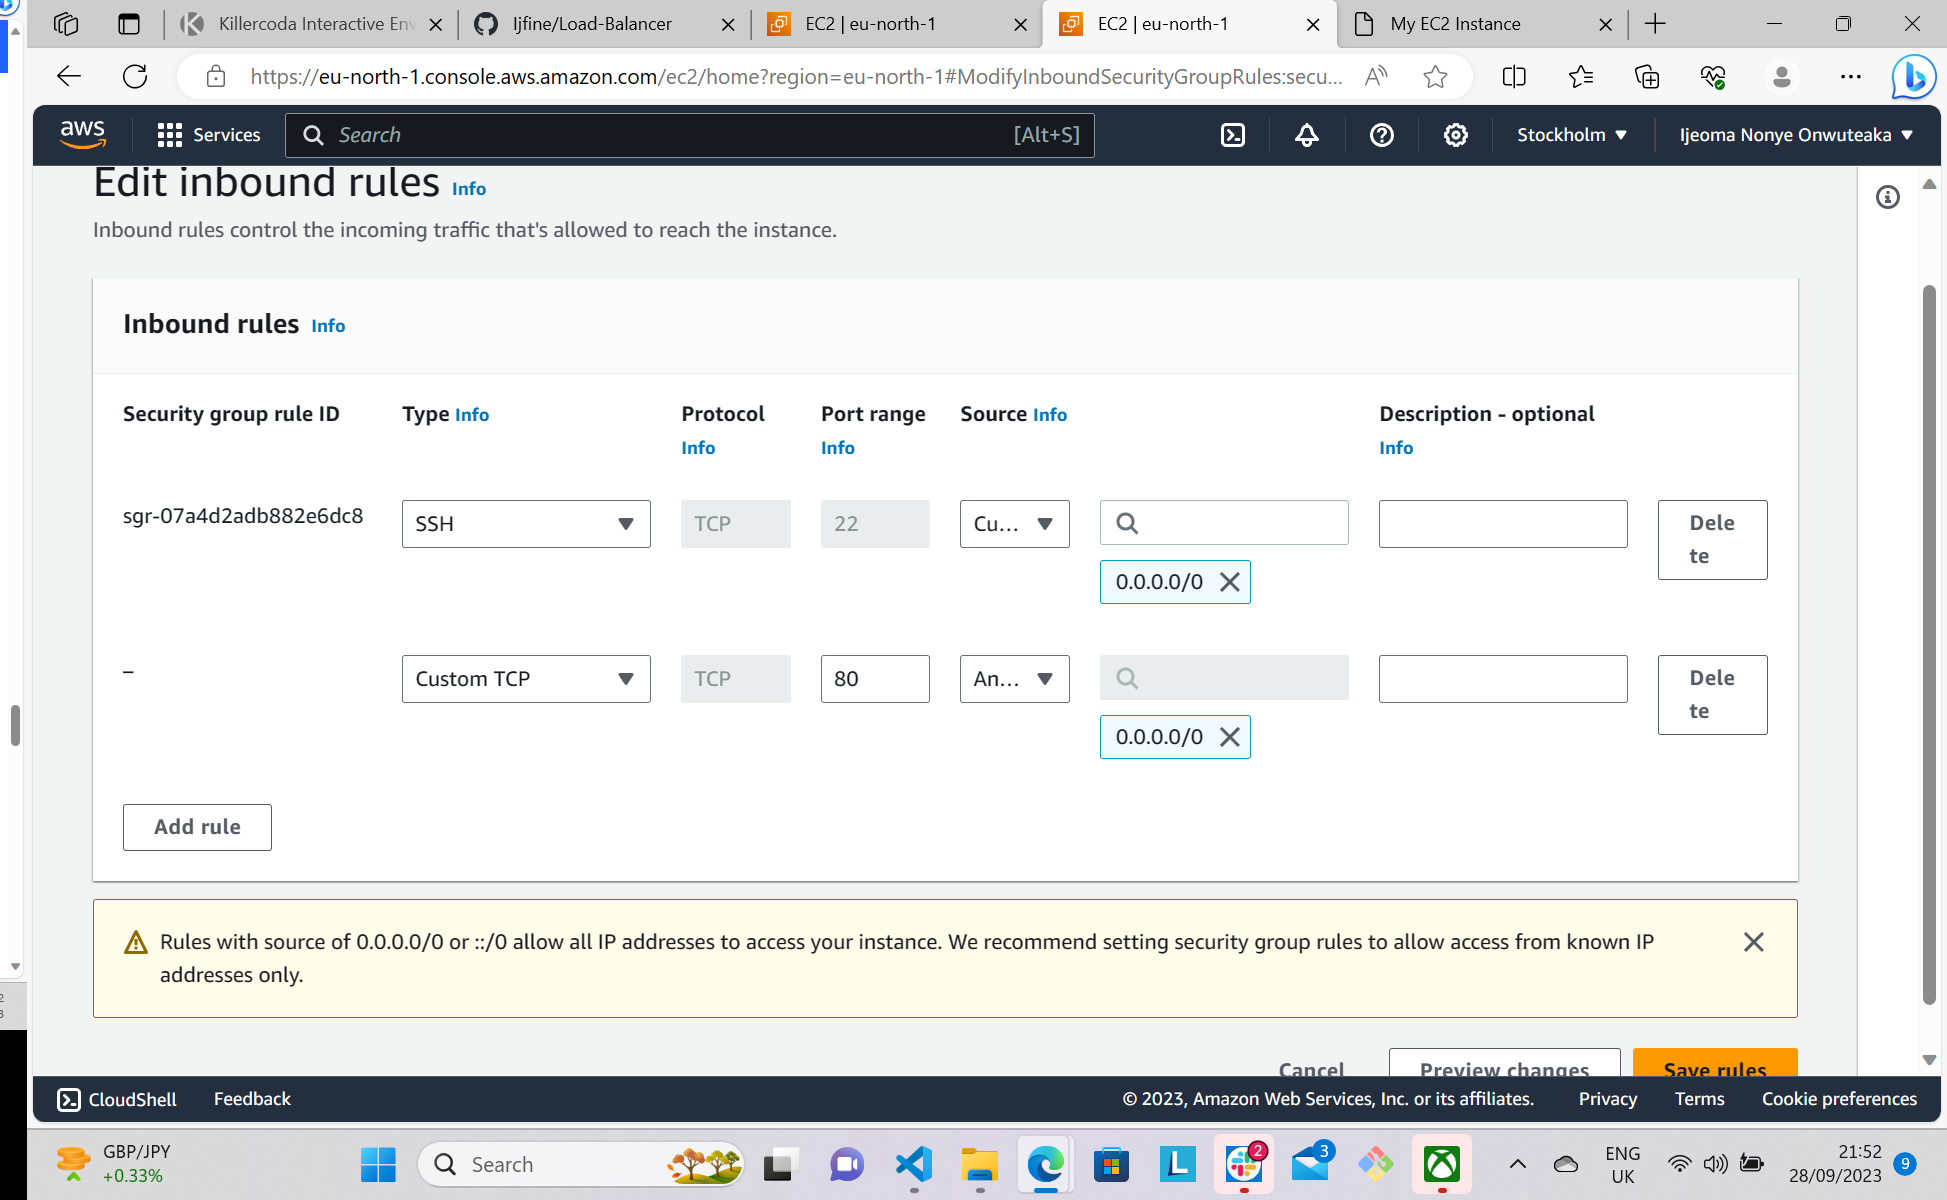 Killercoda Interactive Env
Ijfine/Load-Balancer
EC2 | eu-north-1
EC2 | eu-north-1
My EC2 Instance
https://eu-north-1.console.aws.amazon.com/ec2/home?region=eu-north-1#ModifyInboundSecurityGroupRules:secu...
aws
Services
Search
[Alt+S]
Stockholm
Ijeoma Nonye Onwuteaka
Edit inbound rules Info
Inbound rules control the incoming traffic that's allowed to reach the instance.
Inbound rules Info
Security group rule ID
Type Info
Protocol
Info
Port range
Info
Source Info
Description - optional
Info
sgr-07a4d2adb882e6dc8
SSH
TCP
22
Cu...
0.0.0.0/0
Dele
te
–
Custom TCP
TCP
80
An...
0.0.0.0/0
Dele
te
Add rule
Rules with source of 0.0.0.0/0 or ::/0 allow all IP addresses to access your instance. We recommend setting security group rules to allow access from known IP
addresses only.
Cancel
Preview changes
Save rules
CloudShell
Feedback
© 2023, Amazon Web Services, Inc. or its affiliates.
Privacy
Terms
Cookie preferences
GBP/JPY
+0.33%
Search
2
3
ENG
UK
21:52
28/09/2023
9